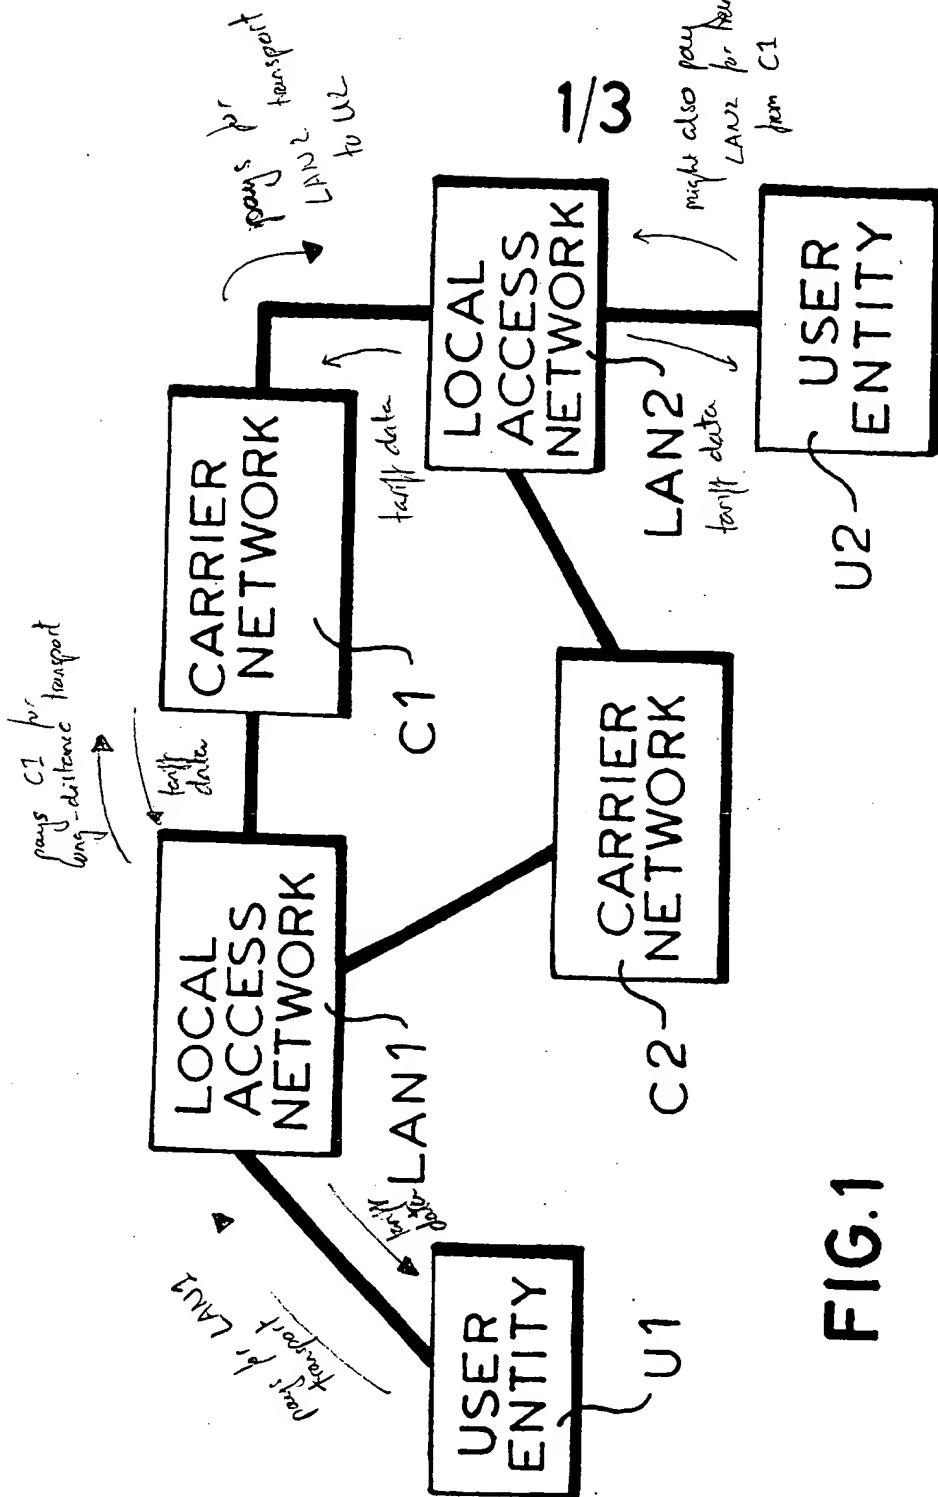 1/3
pays C1 for
long-distance transport
tariff
data
pays for
LAN2 transport
to U2
tariff data
might also pay
LAN2 for
from C1
tariff data
pays for LAN1
transport
tariff
data
USER
ENTITY
U1
LOCAL
ACCESS
NETWORK
LAN1
CARRIER
NETWORK
C1
CARRIER
NETWORK
C2
LOCAL
ACCESS
NETWORK
LAN2
USER
ENTITY
U2
FIG.1